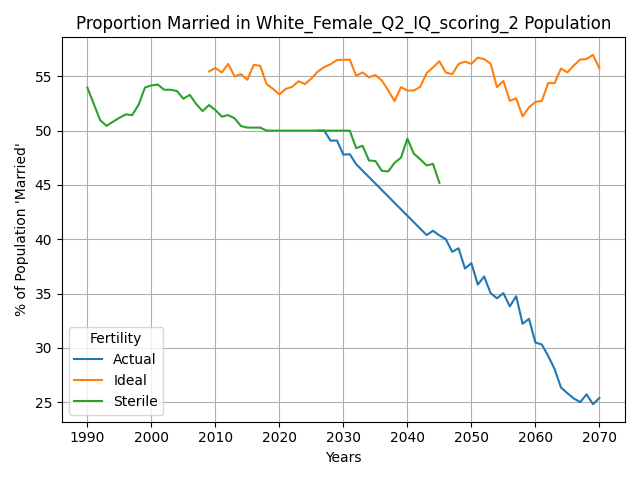 Proportion Married in White_Female_Q2_IQ_scoring_2 Population
% of Population 'Married'
55
50
45
40
35
30
25
Fertility
Actual
Ideal
Sterile
1990 2000 2010 2020 2030 2040 2050 2060 2070
Years